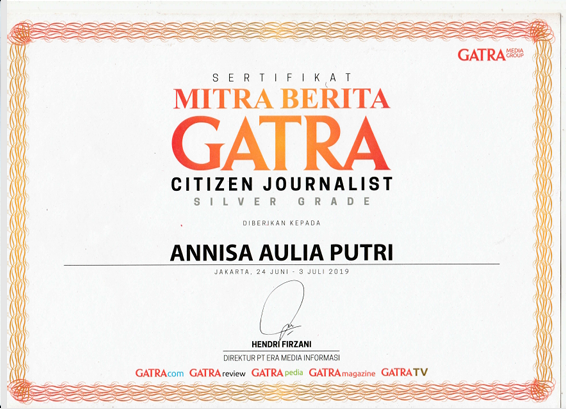 GATRA MEDIA GROUP
SERTIFIKAT
MITRA BERITA
GATRA
CITIZEN JOURNALIST
SILVER GRADE
DIBERIKAN KEPADA
ANNISA AULIA PUTRI
JAKARTA, 24 JUNI - 3 JULI 2019
HENDRI FIRZANI
DIREKTUR PT ERA MEDIA INFORMASI
GATRAcom GATRAreview GATRApedia GATRAmagazine GATRATV